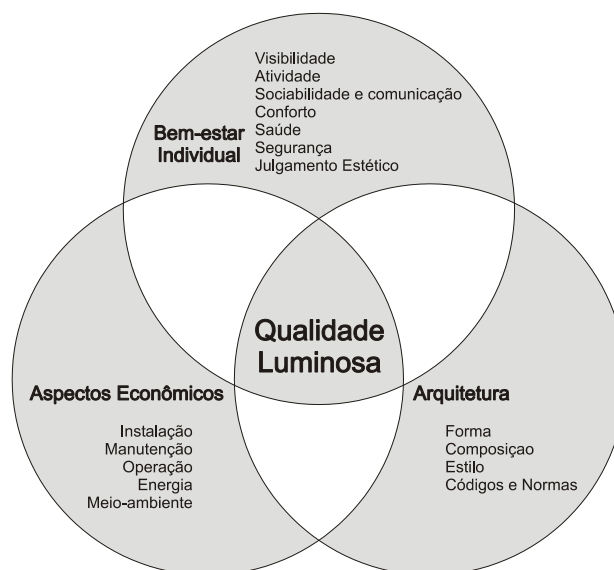 Visibilidade
Atividade
Sociabilidade e comunicação
Conforto
Saúde
Segurança
Julgamento Estético
Bem-estar
Individual
Qualidade
Luminosa
Aspectos Econômicos
Instalação
Manutenção
Operação
Energia
Meio-ambiente
Arquitetura
Forma
Composiçao
Estilo
Códigos e Normas